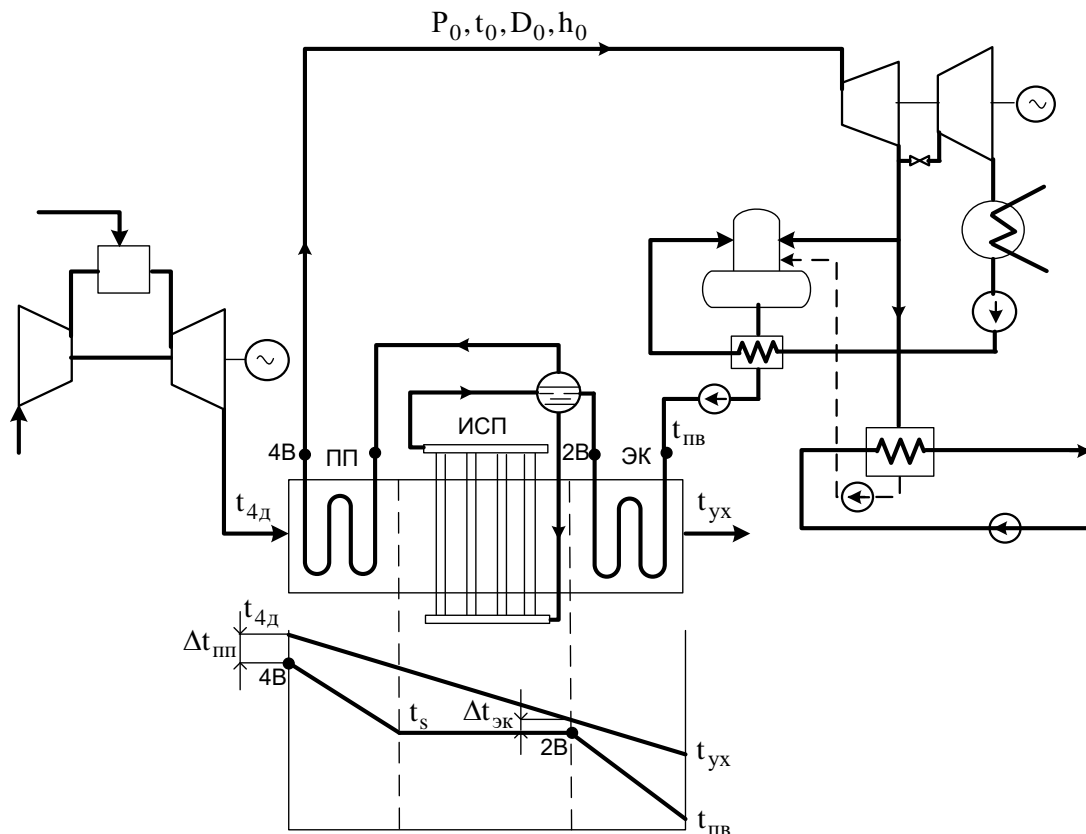 P₀, t₀, D₀, h₀
~
~
4В
ПП
ИСП
2В
ЭК
tпв
t4д
tух
t4д
Δtпп
4В
ts
Δtэк
2В
tух
tпв